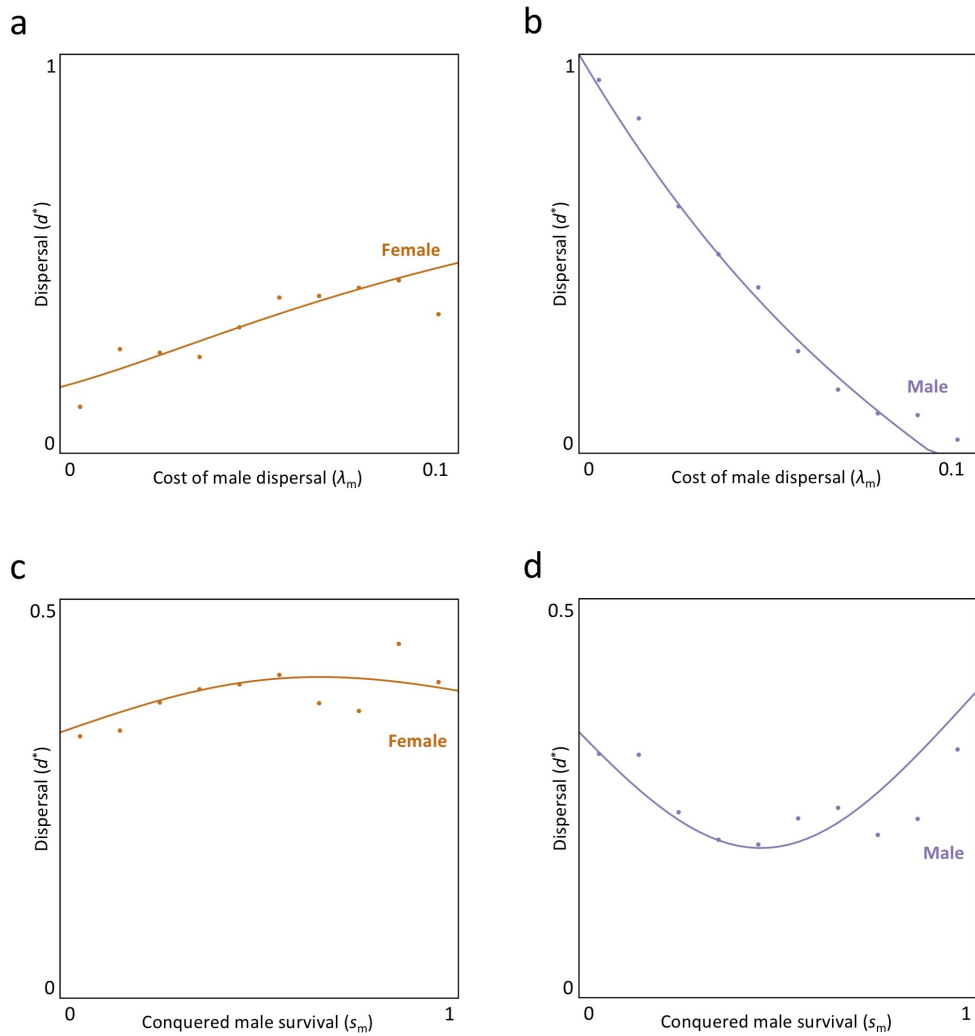 a
1
Dispersal (d*)
Female
0
0
0.1
Cost of male dispersal (λm)
b
1
Dispersal (d*)
Male
0
0
0.1
Cost of male dispersal (λm)
c
0.5
Dispersal (d*)
Female
0
0
1
Conquered male survival (sm)
d
0.5
Dispersal (d*)
Male
0
0
1
Conquered male survival (sm)